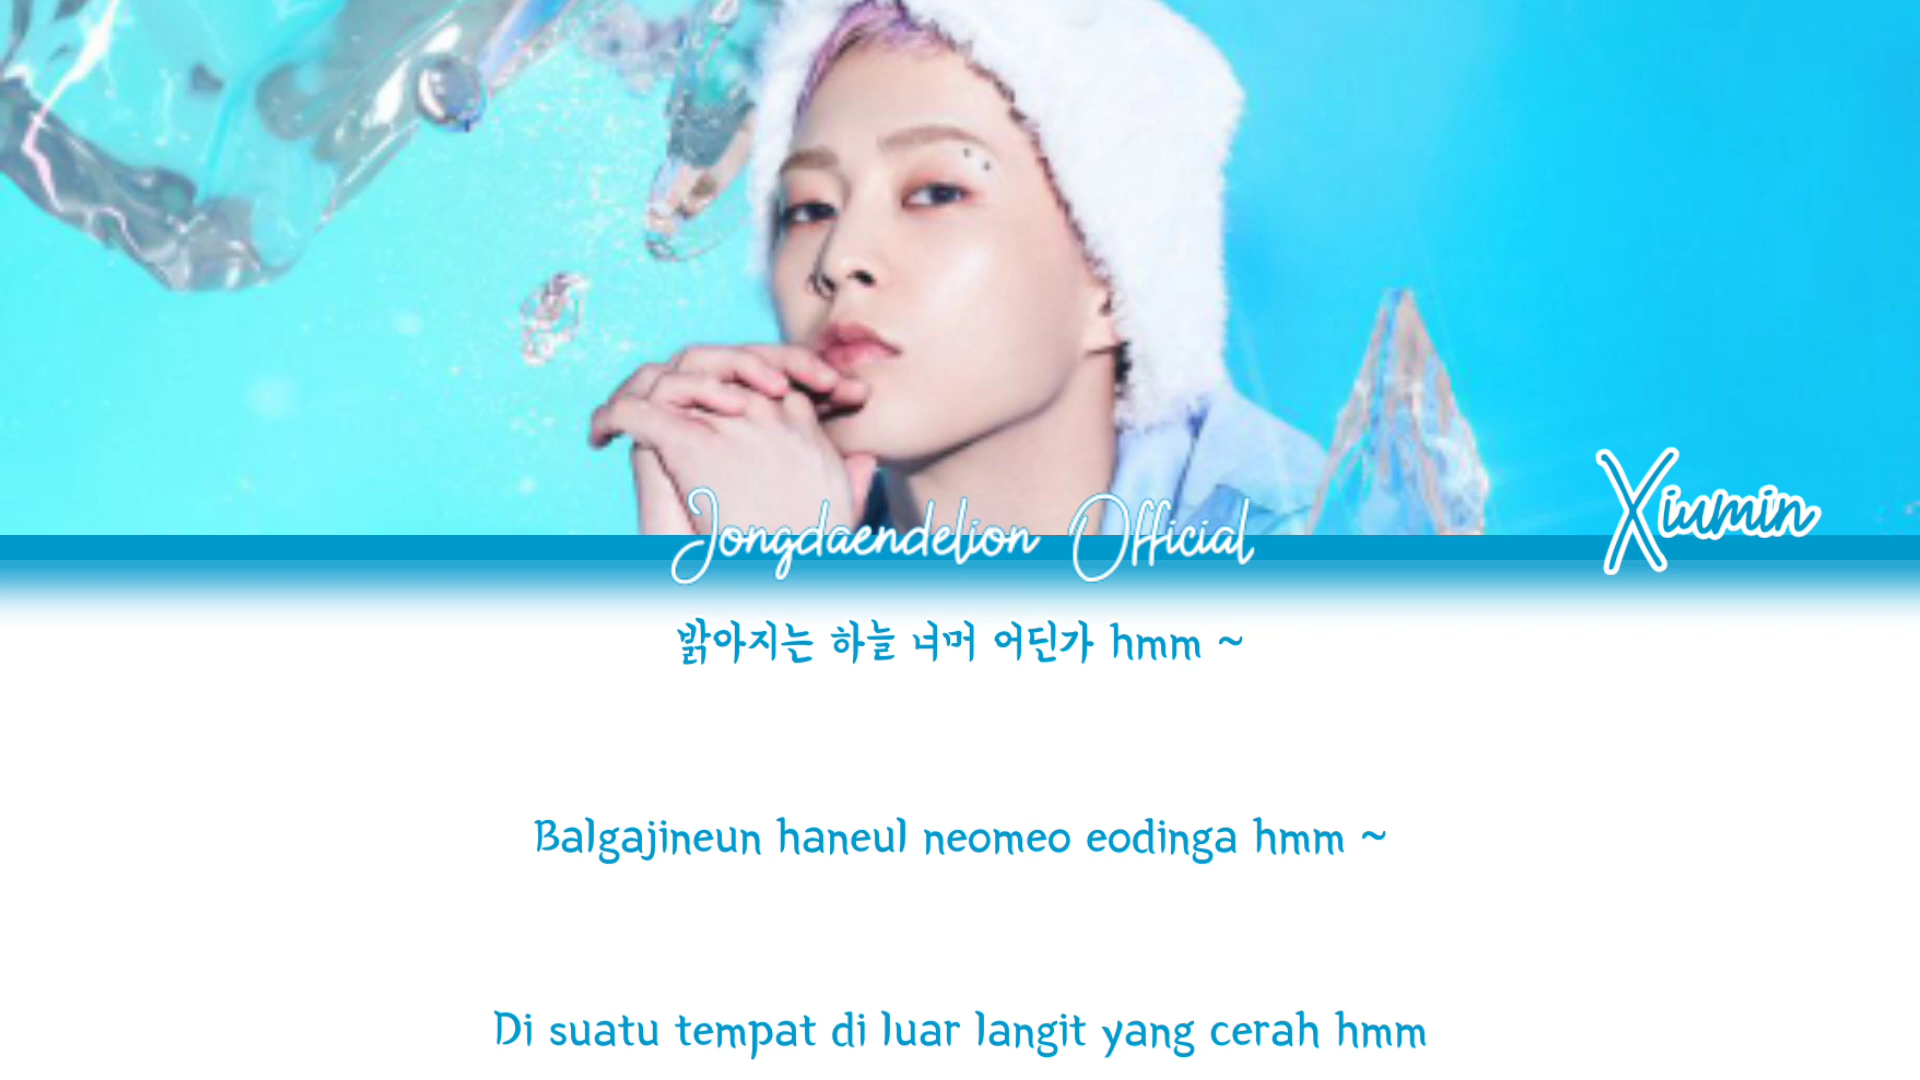 Xiumin
Jongdaendelion Official
밝아지는 하늘 너머 어딘가 hmm ~
Balgajineun haneul neomeo eodinga hmm ~
Di suatu tempat di luar langit yang cerah hmm